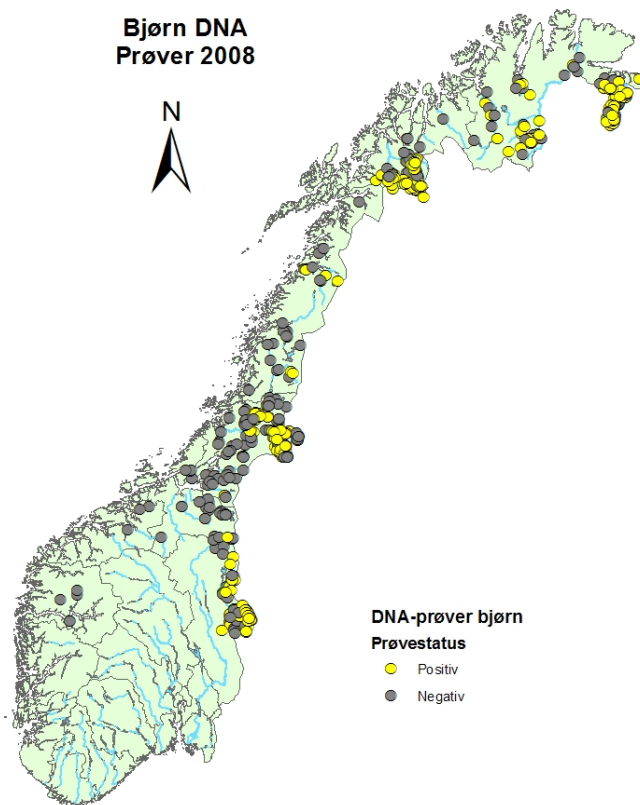 Bjørn DNA
Prøver 2008
N
DNA-prøver bjørn
Prøvestatus
Positiv
Negativ